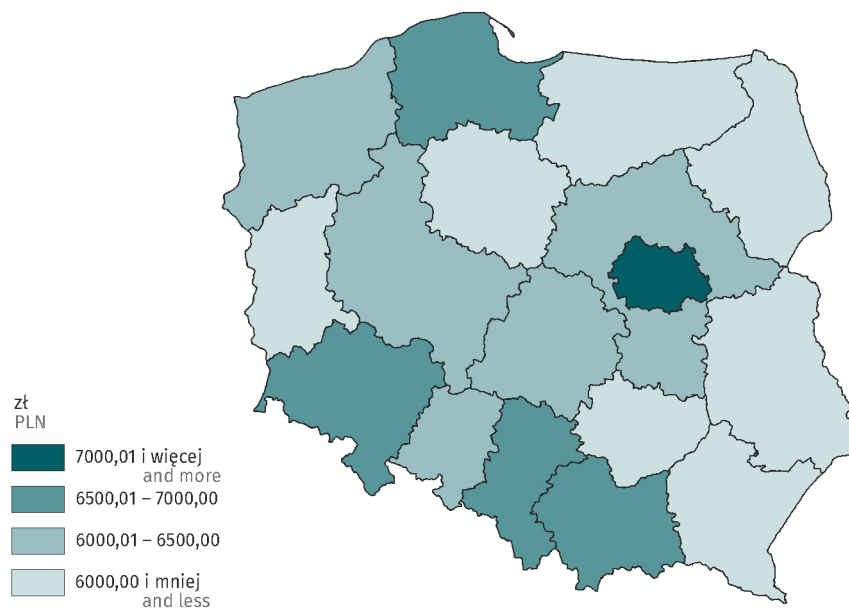 zł
PLN
7000,01 i więcej
and more
6500,01 – 7000,00
6000,01 – 6500,00
6000,00 i mniej
and less